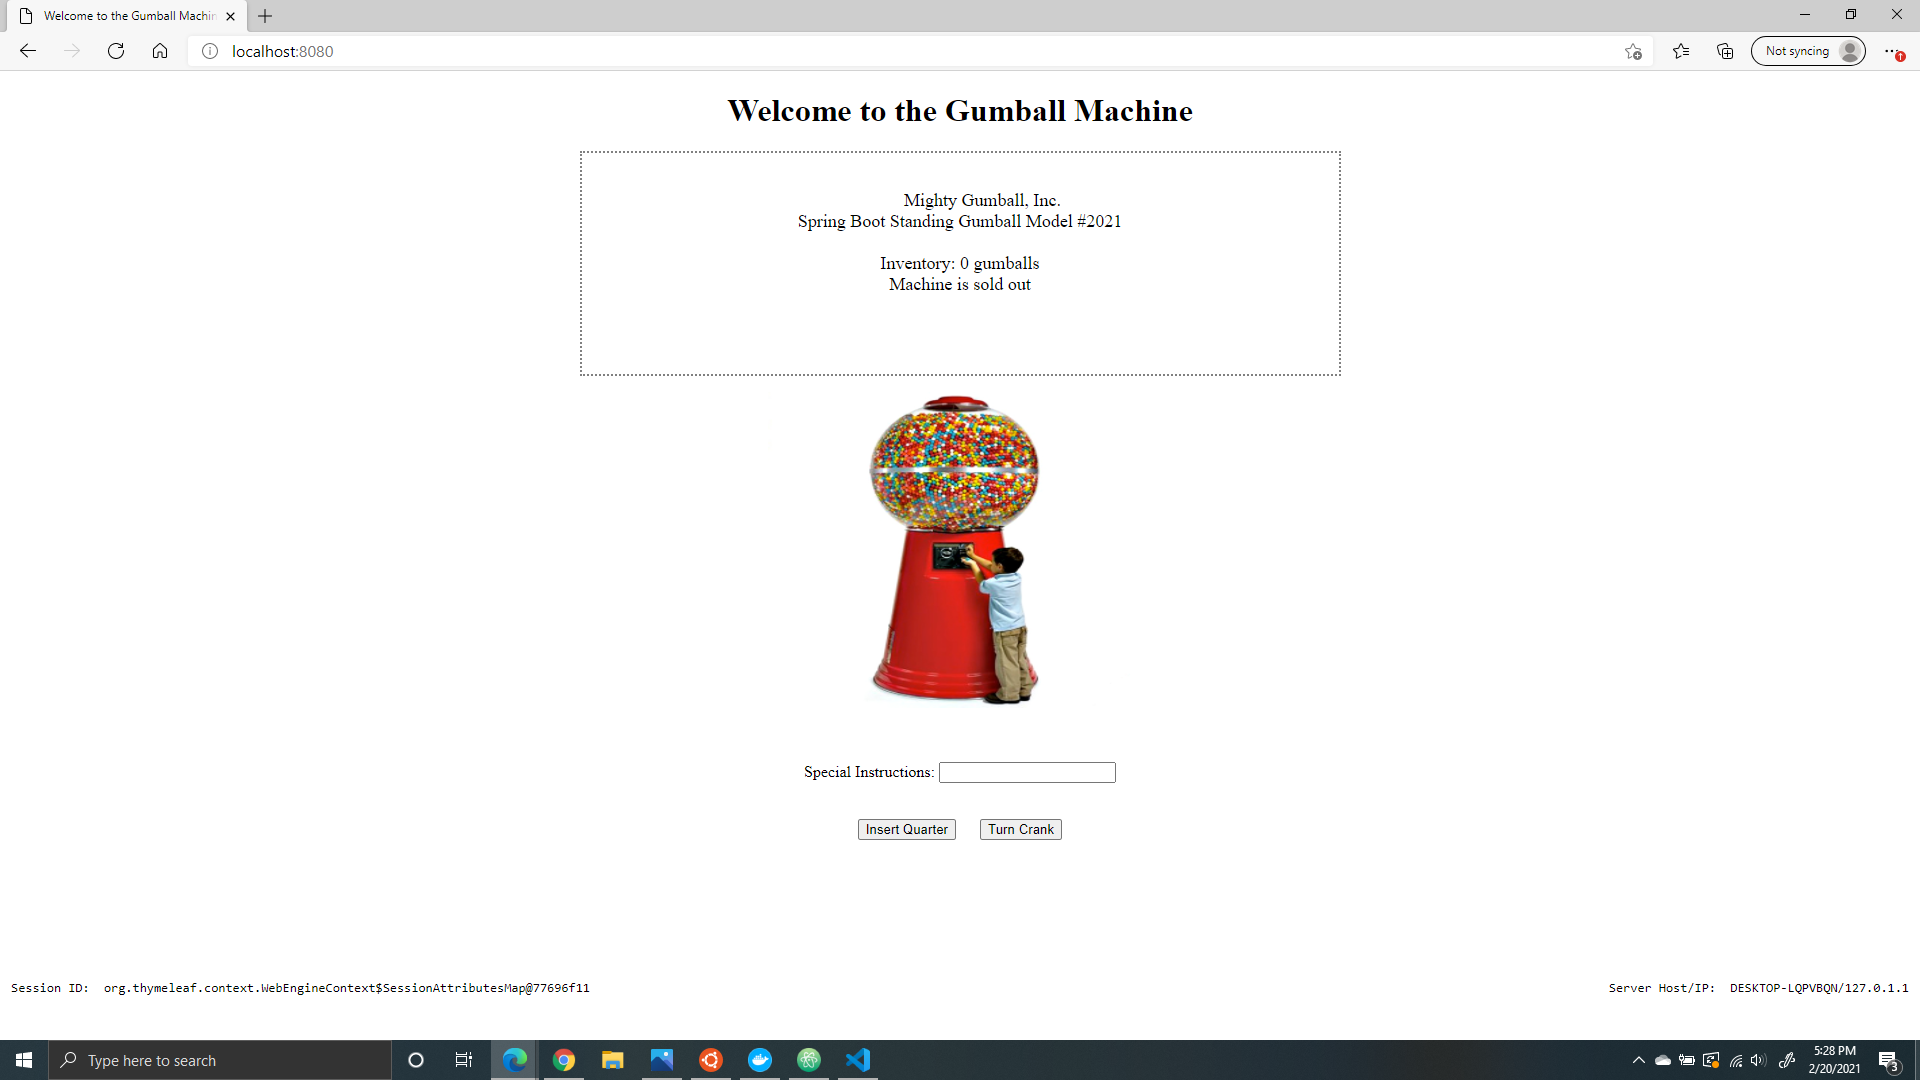 Welcome to the Gumball Machin
localhost:8080
Not syncing
Welcome to the Gumball Machine
Mighty Gumball, Inc.
Spring Boot Standing Gumball Model #2021
Inventory: 0 gumballs
Machine is sold out
Special Instructions:
Insert Quarter Turn Crank
Session ID: org.thymeleaf.context.WebEngineContext$SessionAttributesMap@77696f11 Server Host/IP: DESKTOP-LQPVBQN/127.0.1.1
Type here to search
5:28 PM
2/20/2021
3